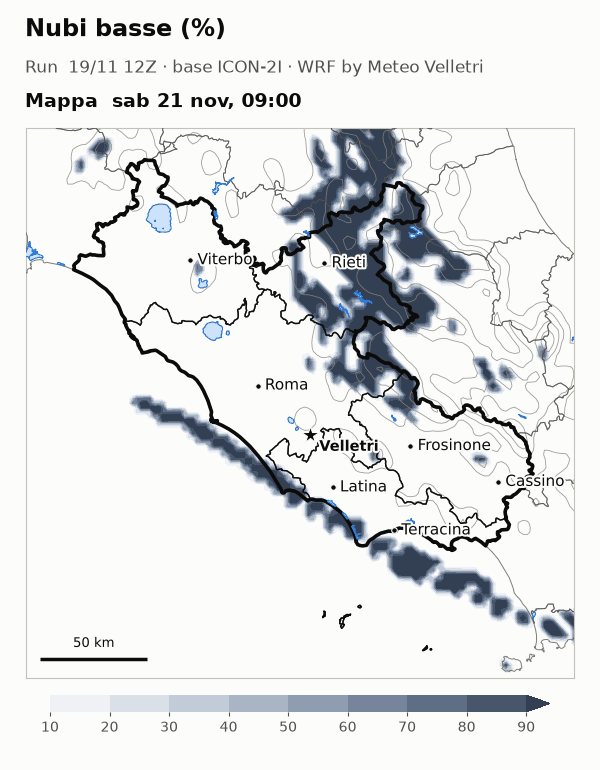 Nubi basse (%)
Run  19/11 12Z · base ICON-2I · WRF by Meteo Velletri
Mappa  sab 21 nov, 09:00
Viterbo
Rieti
Roma
Velletri
Frosinone
Latina
Cassino
Terracina
50 km
10 20 30 40 50 60 70 80 90